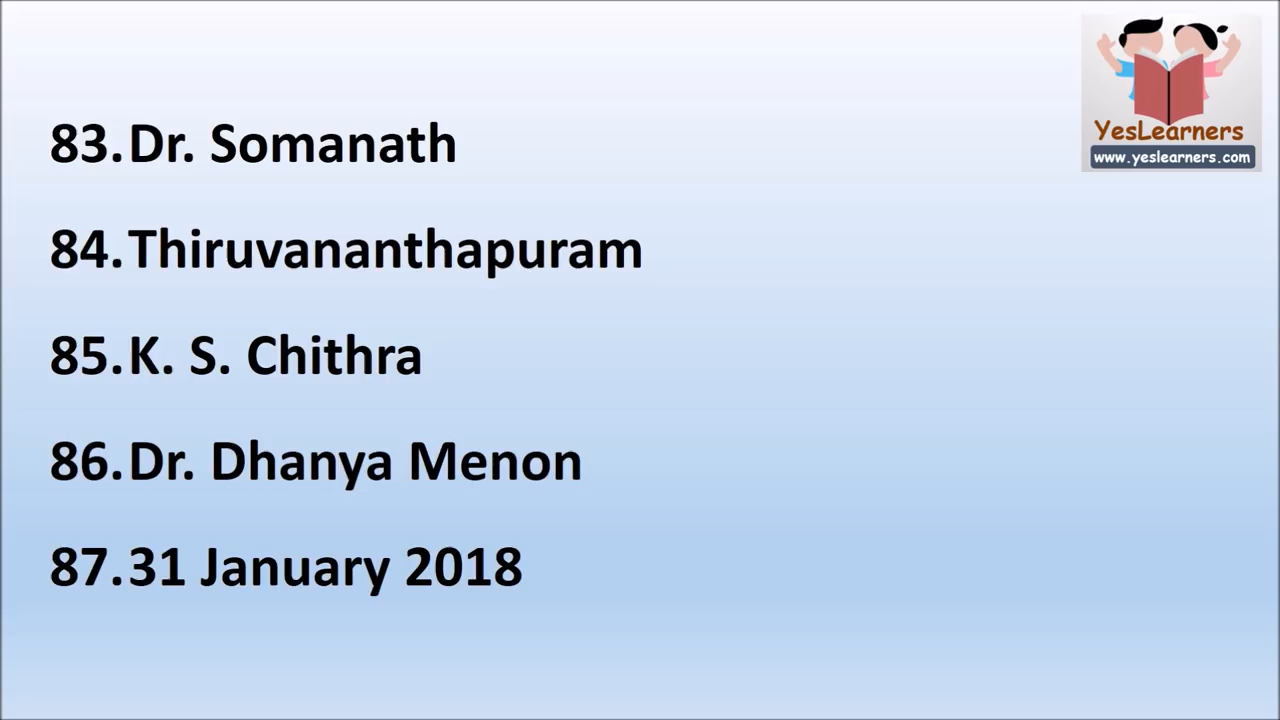 YesLearners
www.yeslearners.com
83.Dr. Somanath
84.Thiruvananthapuram
85.K. S. Chithra
86.Dr. Dhanya Menon
87.31 January 2018